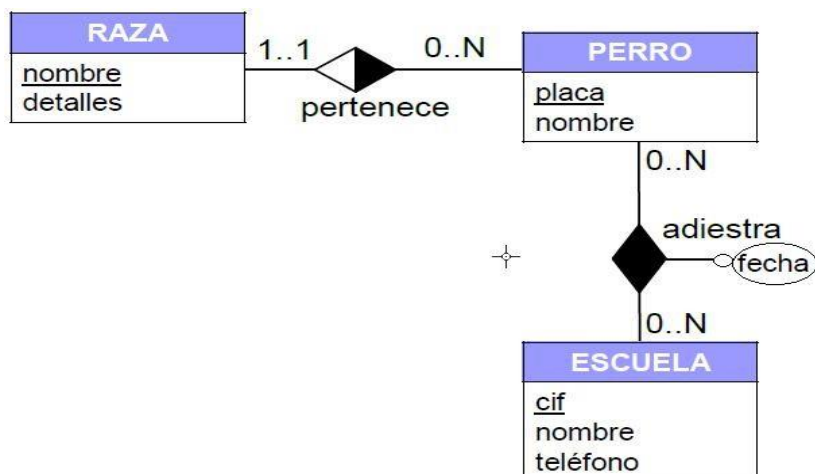 RAZA
nombre
detalles
1..1
0..N
pertenece
PERRO
placa
nombre
0..N
adiestra
fecha
0..N
ESCUELA
cif
nombre
teléfono